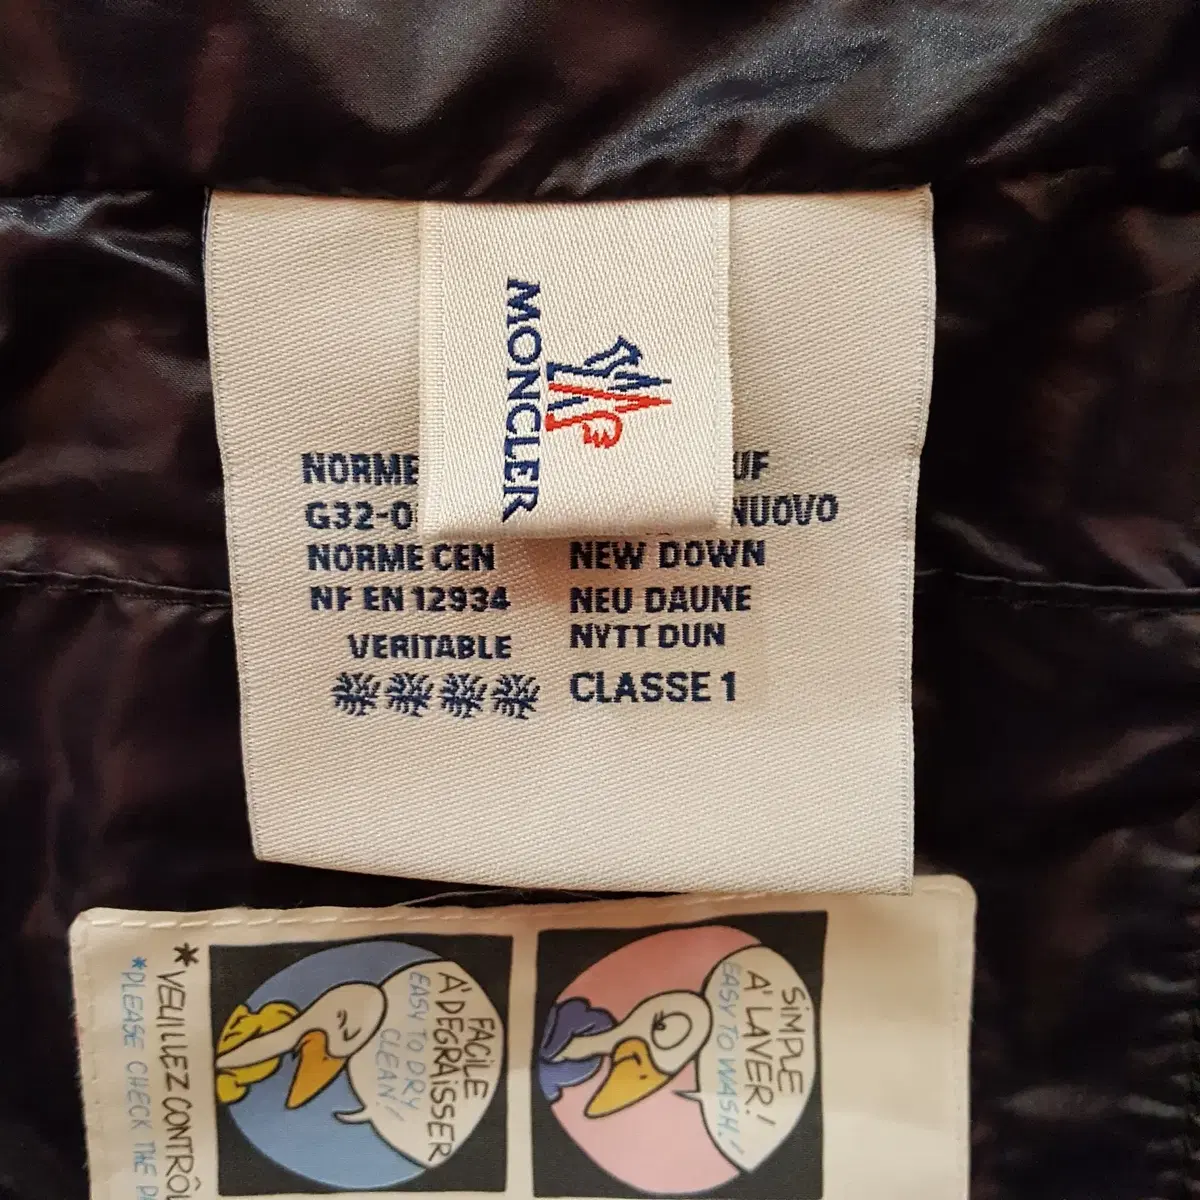 MONCLER
NORME
G32-0
NORME CEN
NF EN 12934
VERITABLE
UF
NUOVO
NEW DOWN
NEU DAUNE
NYTT DUN
CLASSE 1
SIMPLE
A' LAVER!
EASY TO WASH!
FACILE
A' DEGRAISSER
EASY TO DRY
CLEAN!
*VEUILLEZ CONTRÔL
*PLEASE CHECK THE